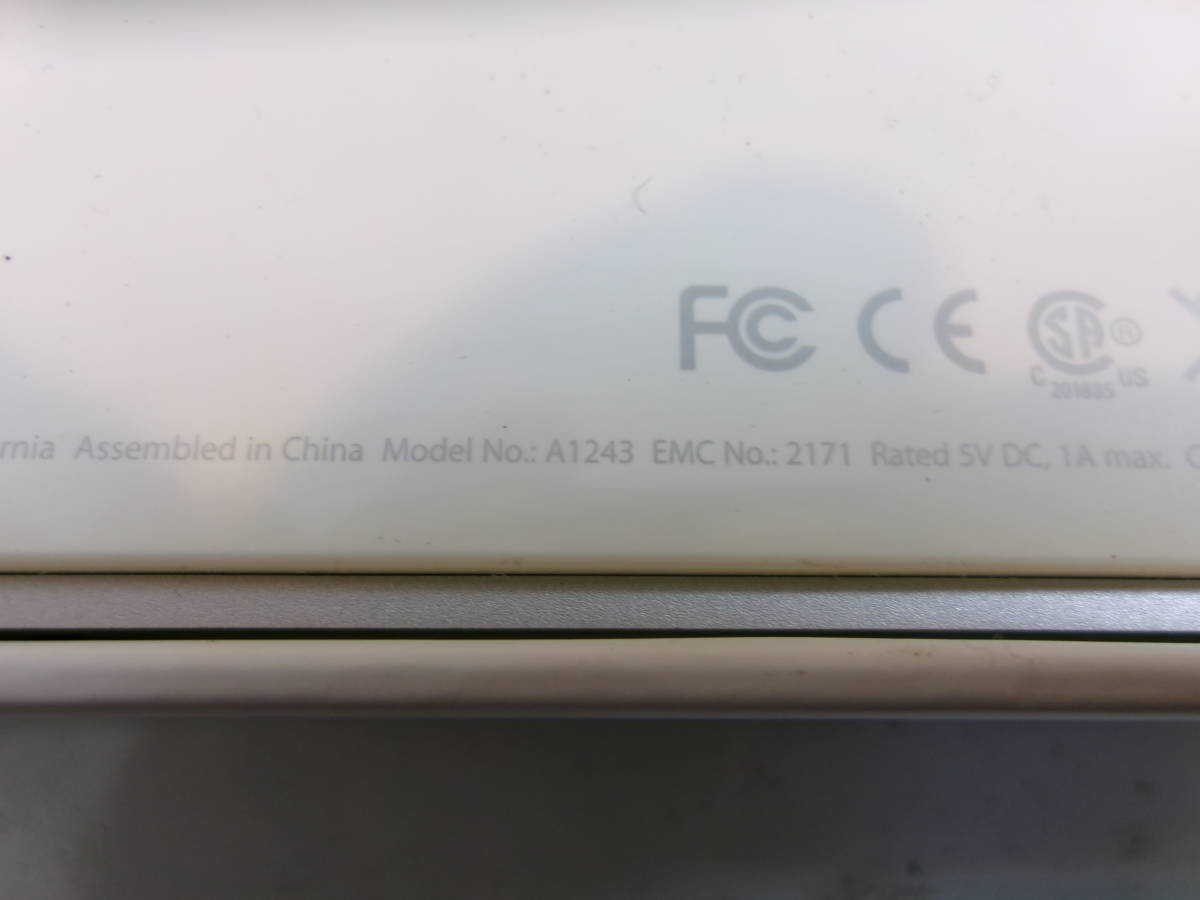 FC CE
SA ®
C US
201885
rnia Assembled in China Model No.: A1243 EMC No.: 2171 Rated 5V DC, 1A max. C